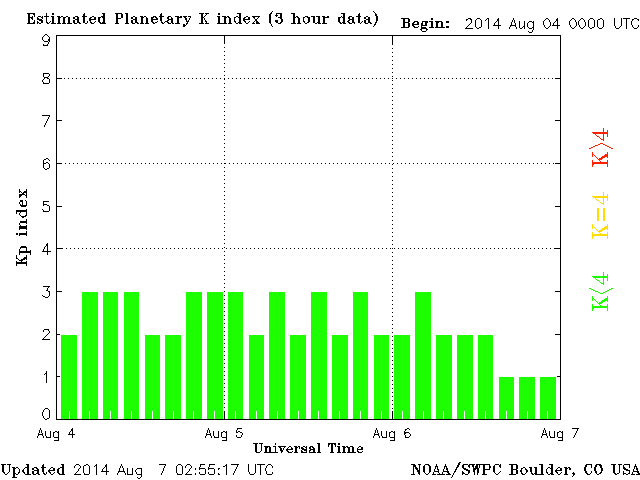 Estimated Planetary K index (3 hour data)
Begin: 2014 Aug 04 0000 UTC
9
8
7
6
5
4
3
2
1
0
Kp index
Aug 4
Aug 5
Aug 6
Aug 7
Universal Time
K>4
K=4
K<4
Updated 2014 Aug 7 02:55:17 UTC
NOAA/SWPC Boulder, CO USA